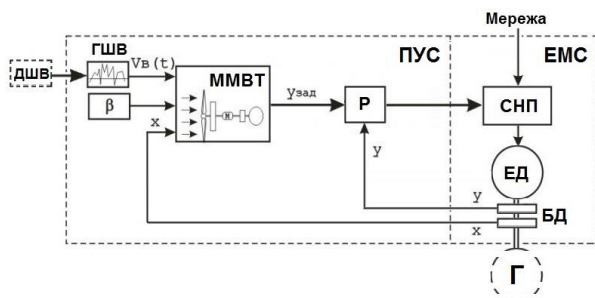 Мережа
ГШВ
ПУС
ЕМС
ДШВ
Vв(t)
ММВТ
β
yзад
Р
СНП
x
y
ЕД
y
БД
x
Г